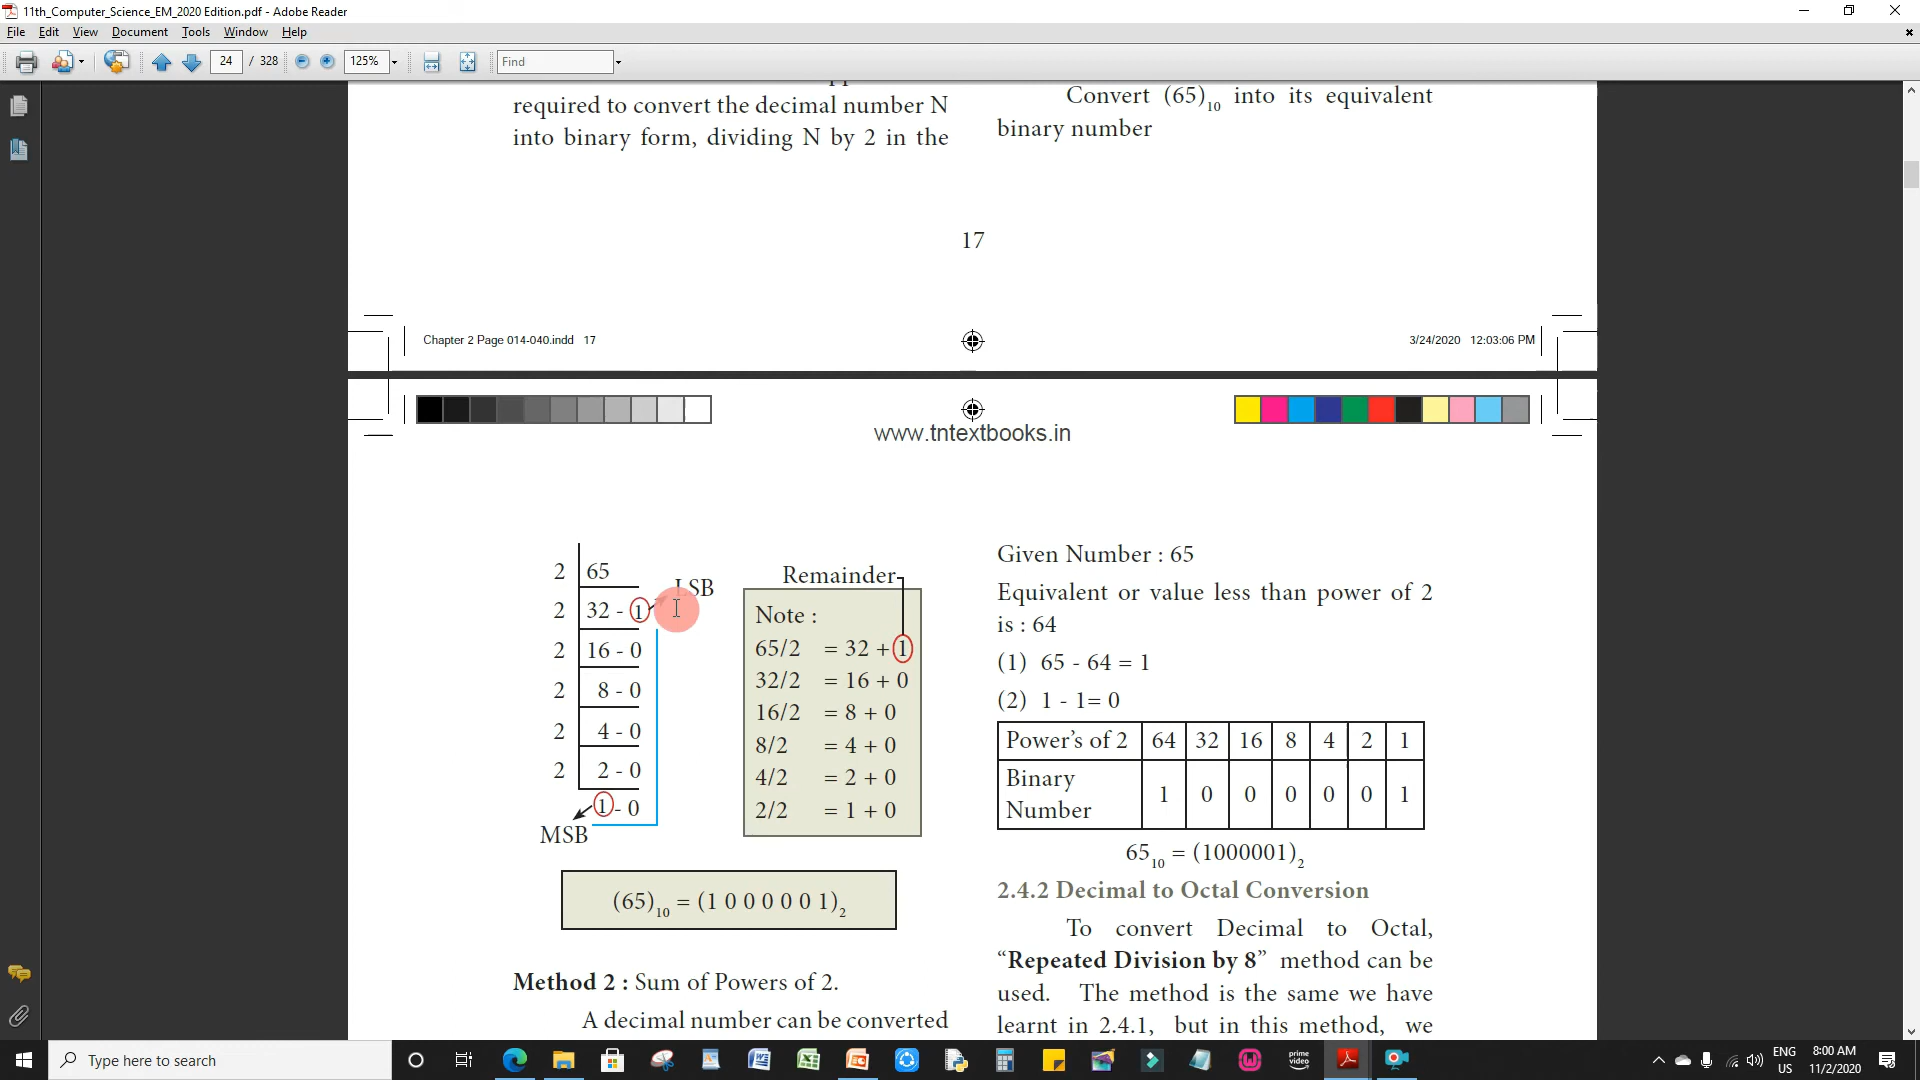 11th_Computer_Science_EM_2020 Edition.pdf - Adobe Reader
File Edit View Document Tools Window Help
24 / 328 125% Find
required to convert the decimal number N
into binary form, dividing N by 2 in the
Convert (65)10 into its equivalent
binary number
17
Chapter 2 Page 014-040.indd 17
3/24/2020 12:03:06 PM
www.tntextbooks.in
2 65
2 32 - 1 LSB
2 16 - 0
2 8 - 0
2 4 - 0
2 2 - 0
1 - 0
MSB
Remainder
Note :
65/2 = 32 + 1
32/2 = 16 + 0
16/2 = 8 + 0
8/2 = 4 + 0
4/2 = 2 + 0
2/2 = 1 + 0
(65)10 = (1 0 0 0 0 0 1)2
Method 2 : Sum of Powers of 2.
A decimal number can be converted
Given Number : 65
Equivalent or value less than power of 2
is : 64
(1) 65 - 64 = 1
(2) 1 - 1= 0
Power’s of 2 64 32 16 8 4 2 1
Binary
Number 1 0 0 0 0 0 1
6510 = (1000001)2
2.4.2 Decimal to Octal Conversion
To convert Decimal to Octal,
“Repeated Division by 8” method can be
used. The method is the same we have
learnt in 2.4.1, but in this method, we
Type here to search
prime
video
ENG
US
8:00 AM
11/2/2020